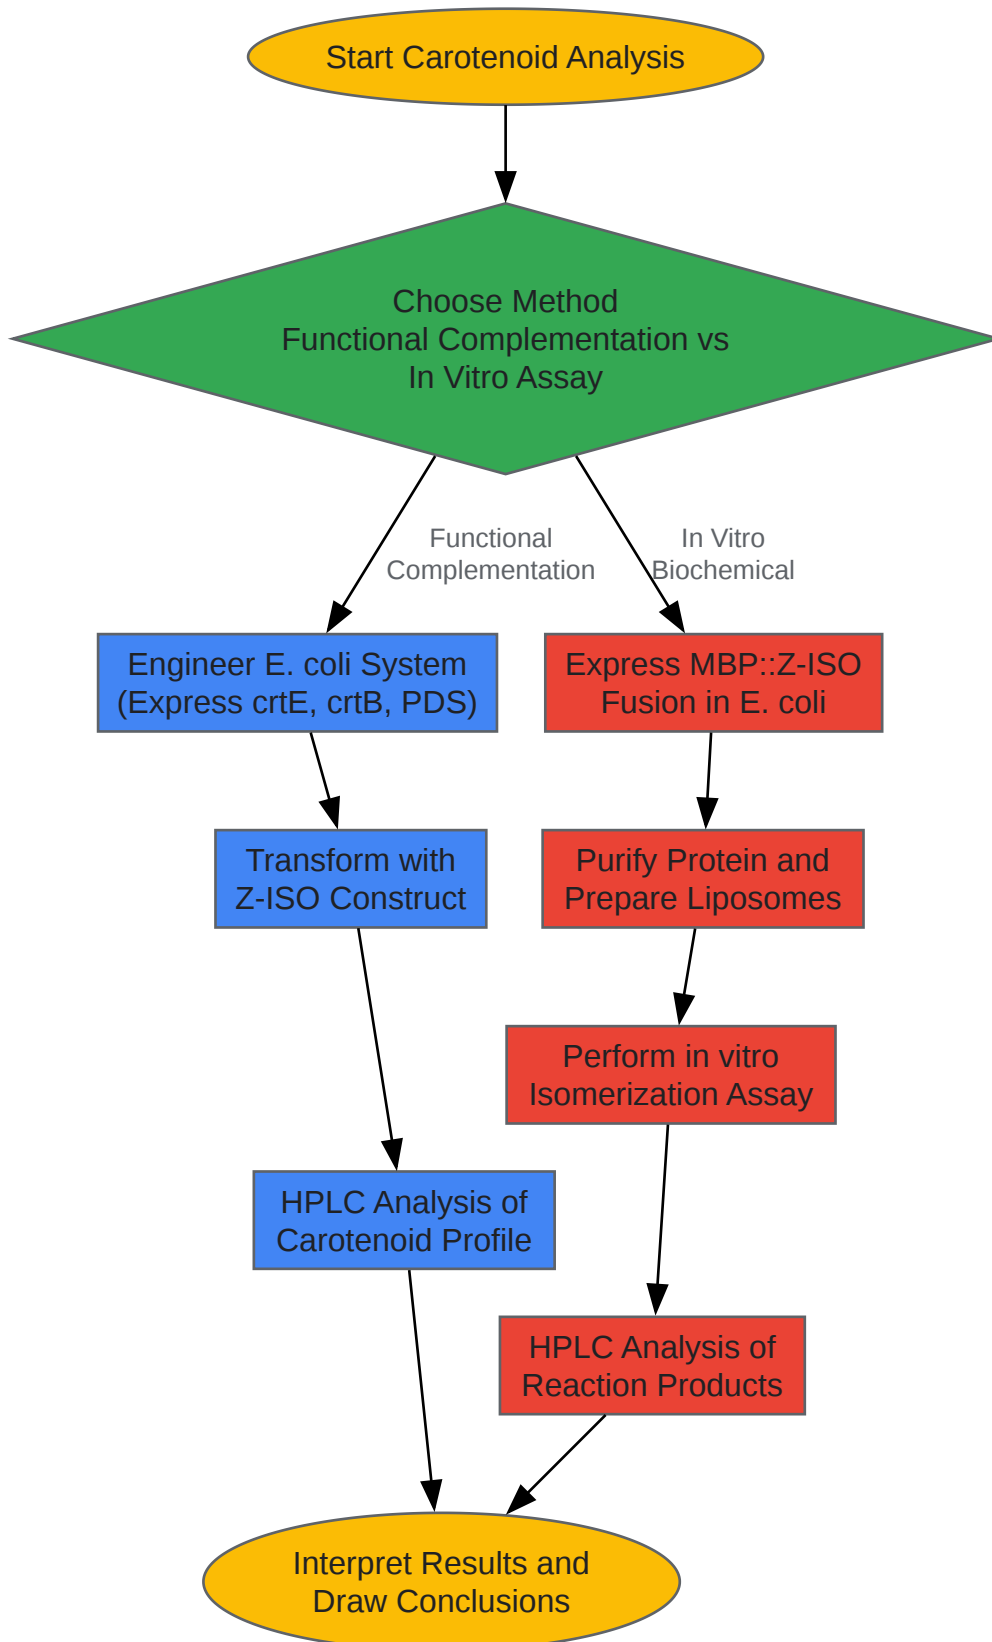 Start Carotenoid Analysis
Choose Method
Functional Complementation vs
In Vitro Assay
Functional
Complementation
In Vitro
Biochemical
Engineer E. coli System
(Express crtE, crtB, PDS)
Express MBP::Z-ISO
Fusion in E. coli
Transform with
Z-ISO Construct
Purify Protein and
Prepare Liposomes
Perform in vitro
Isomerization Assay
HPLC Analysis of
Carotenoid Profile
HPLC Analysis of
Reaction Products
Interpret Results and
Draw Conclusions